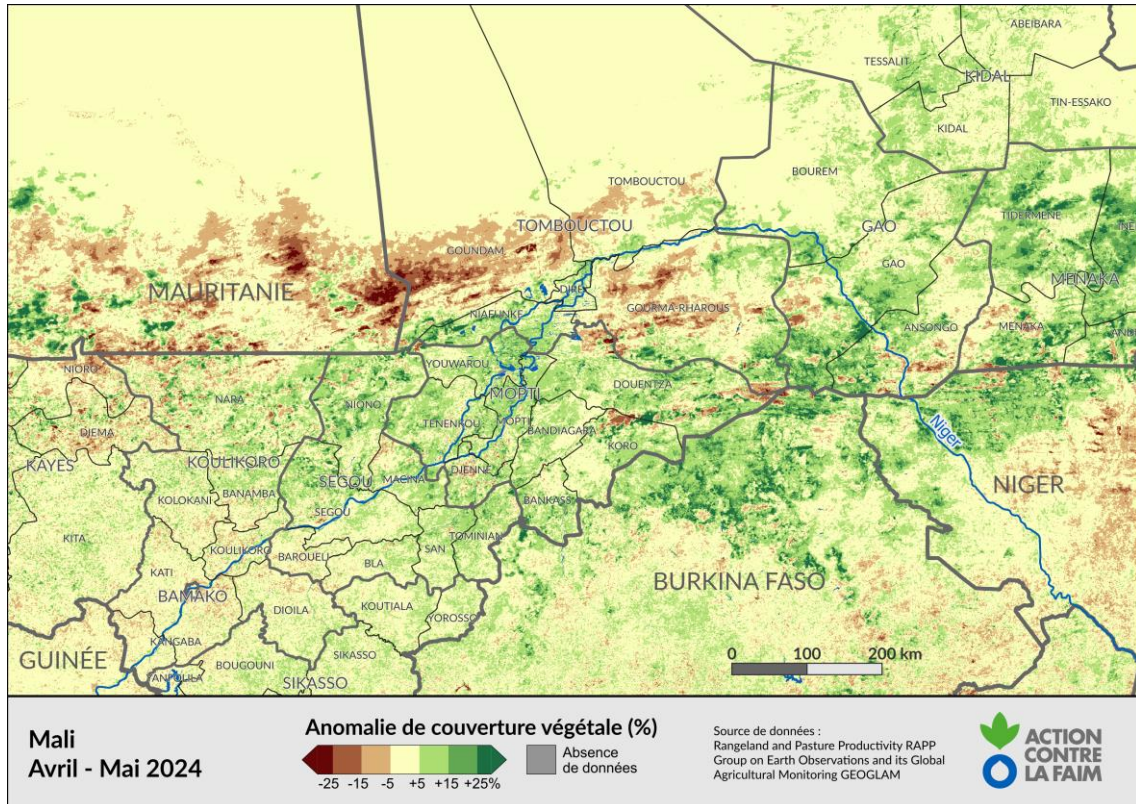 ABEIBARA
TESSALIT
KIDAL
TIN-ESSAKO
KIDAL
BOUREM
TOMBOUCTOU
TIDERMENE
TOMBOUCTOU
GAO
GOUNDAM
GAO
MENAKA
MAURITANIE
DIRE
NIAFUNKE
GOURMA-RHAROUS
ANSONGO
MENAKA
NIORO
YOUWAROU
DOUENTZA
NARA
NIONO
MOPTI
TENENKOU
MOPTI
BANDIAGARA
Niger
DIEMA
KORO
KAYES
KOULIKORO
DJENNE
SEGOU
MACINA
NIGER
KOLOKANI
BANAMBA
BANKASS
SEGOU
TOMINIAN
KITA
KOULIKORO
BAROUELI
SAN
KATI
BLA
BURKINA FASO
BAMAKO
DIOILA
KOUTIALA
YOROSSO
KANGABA
GUINÉE
BOUGOUNI
SIKASSO
0 100 200 km
SIKASSO
Mali
Avril - Mai 2024
Anomalie de couverture végétale (%)
-25 -15 -5 +5 +15 +25%
Absence
de données
Source de données :
Rangeland and Pasture Productivity RAPP
Group on Earth Observations and its Global
Agricultural Monitoring GEOGLAM
ACTION
CONTRE
LA FAIM